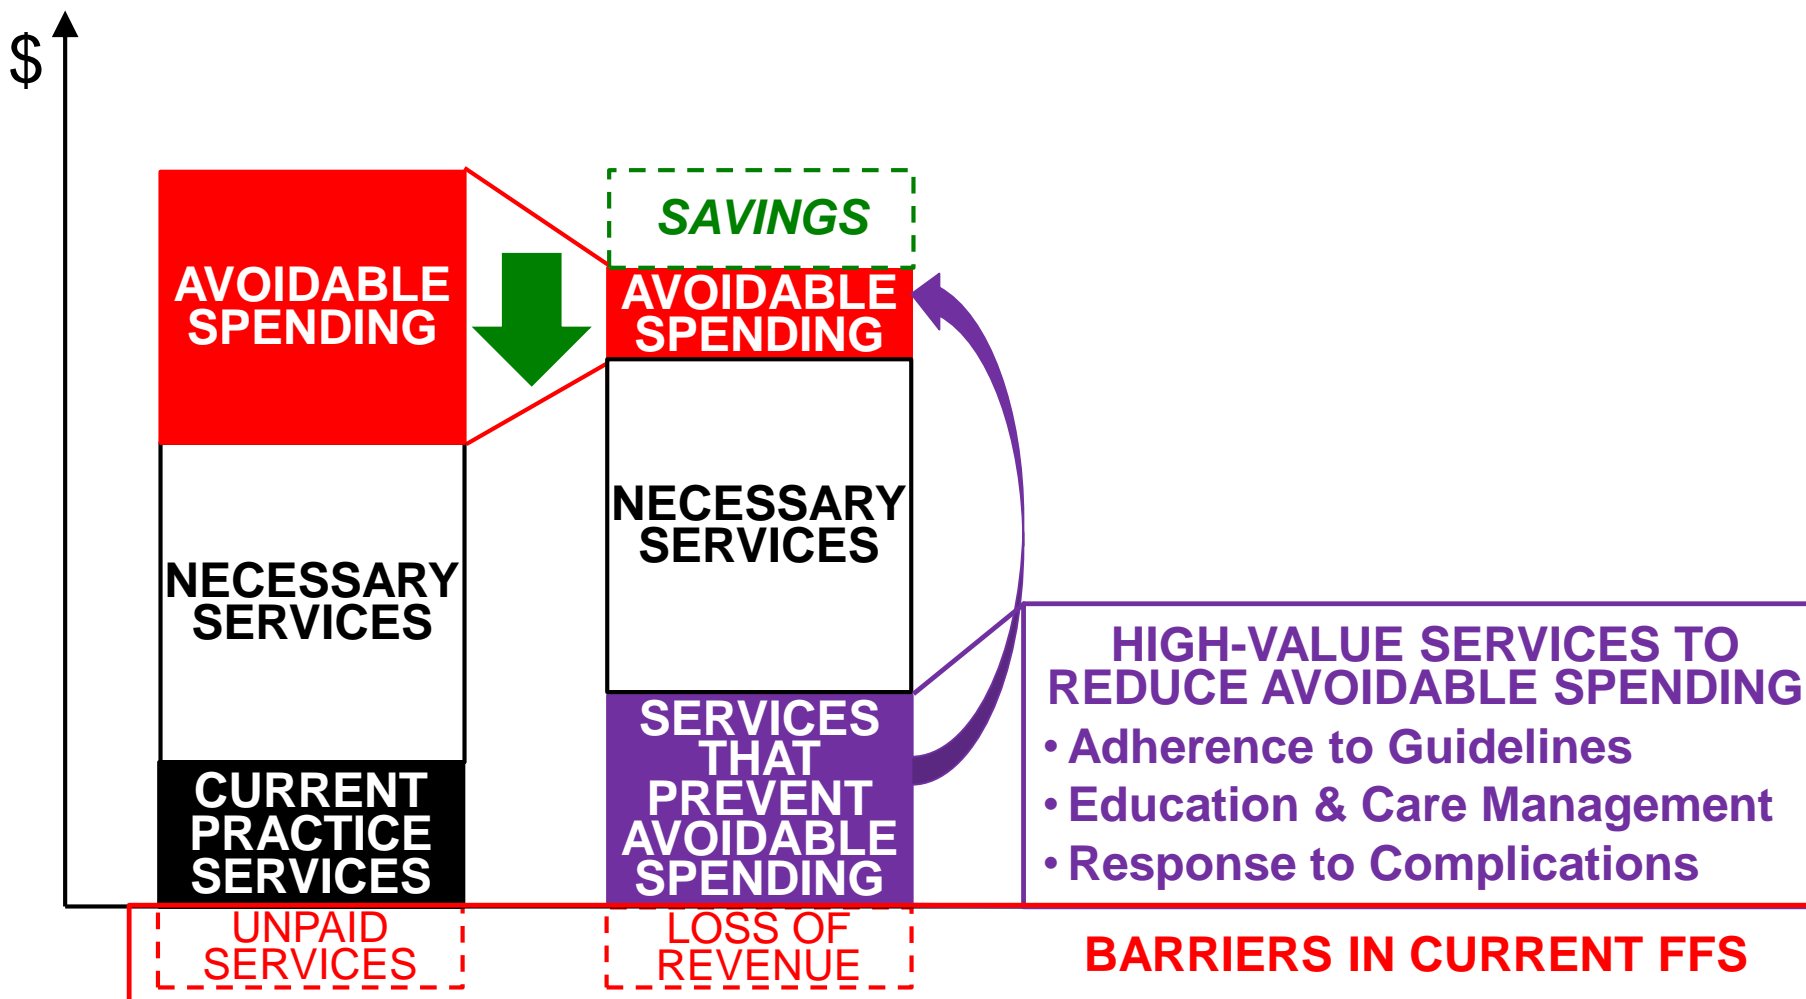 $
AVOIDABLE
SPENDING
NECESSARY
SERVICES
CURRENT
PRACTICE
SERVICES
UNPAID
SERVICES
SAVINGS
AVOIDABLE
SPENDING
NECESSARY
SERVICES
SERVICES
THAT
PREVENT
AVOIDABLE
SPENDING
LOSS OF
REVENUE
HIGH-VALUE SERVICES TO
REDUCE AVOIDABLE SPENDING
• Adherence to Guidelines
• Education & Care Management
• Response to Complications
BARRIERS IN CURRENT FFS